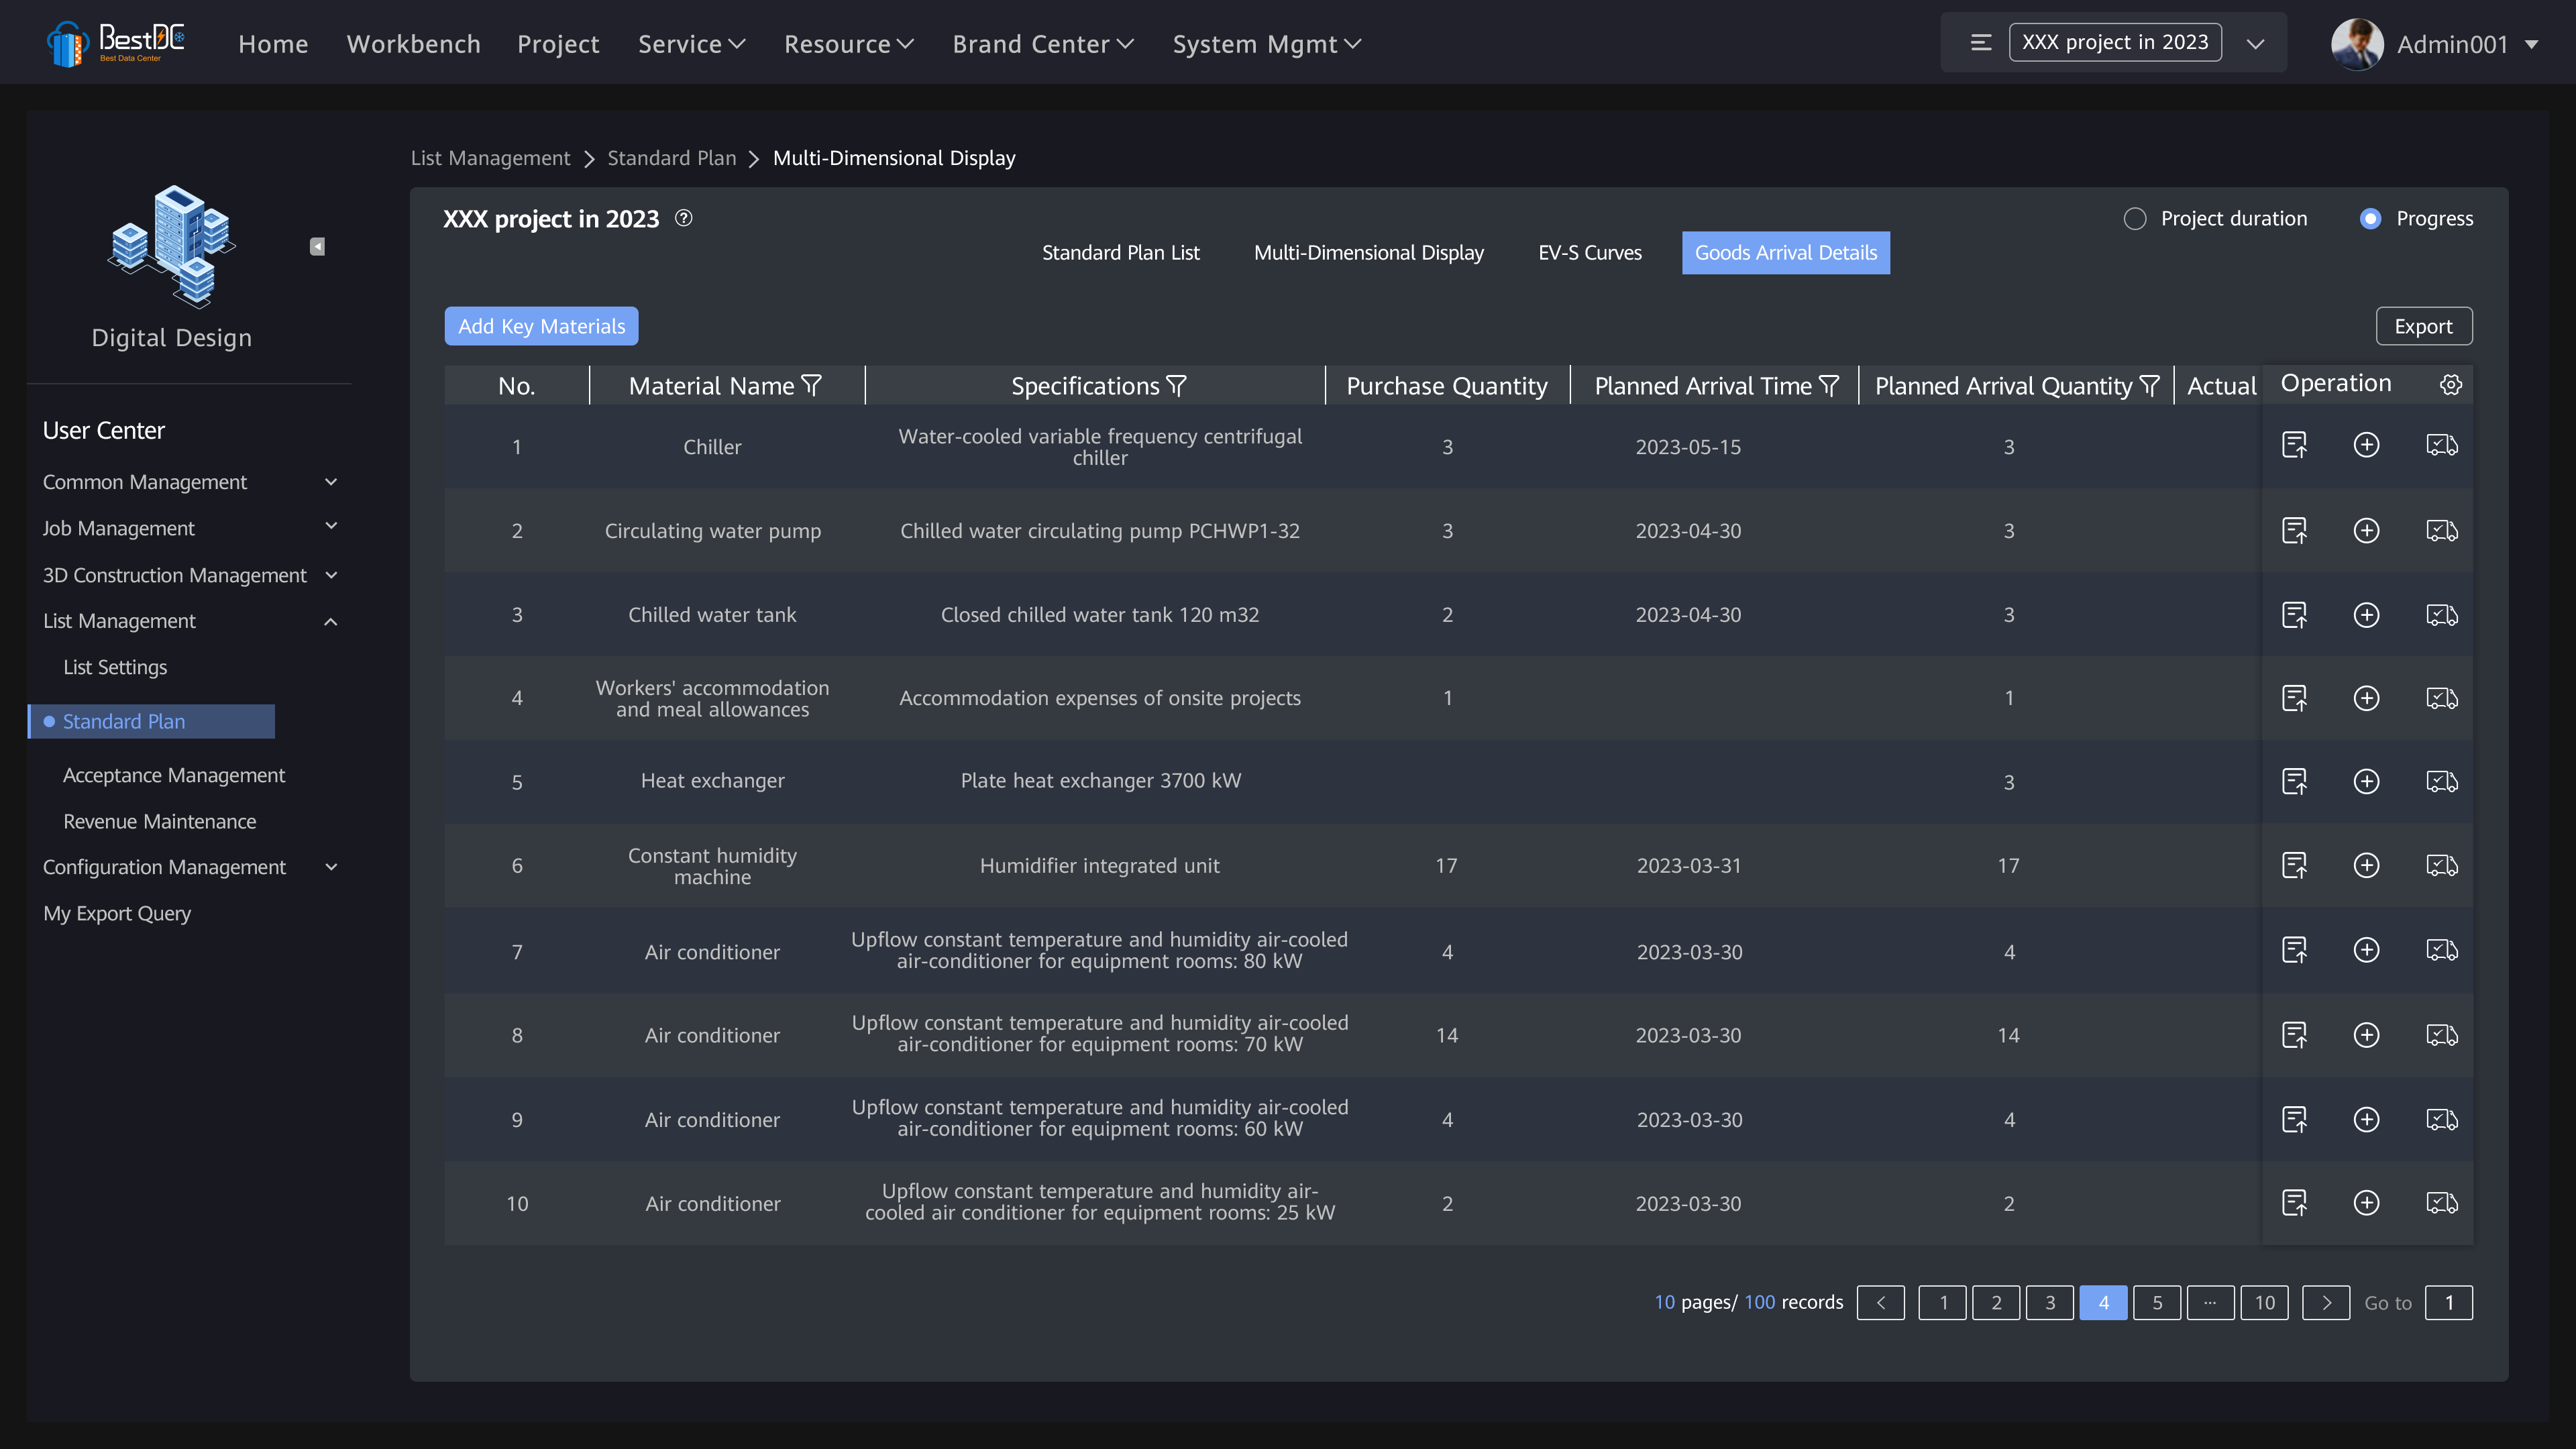 BestDC
Best Data Center
Home
Workbench
Project
Service
Resource
Brand Center
System Mgmt
XXX project in 2023
Admin001
Digital Design
User Center
Common Management
Job Management
3D Construction Management
List Management
List Settings
Standard Plan
Acceptance Management
Revenue Maintenance
Configuration Management
My Export Query
List Management
Standard Plan
Multi-Dimensional Display
XXX project in 2023
Project duration
Progress
Standard Plan List
Multi-Dimensional Display
EV-S Curves
Goods Arrival Details
Add Key Materials
Export
No.
Material Name
Specifications
Purchase Quantity
Planned Arrival Time
Planned Arrival Quantity
Actual
Operation
1
Chiller
Water-cooled variable frequency centrifugal
chiller
3
2023-05-15
3
2
Circulating water pump
Chilled water circulating pump PCHWP1-32
3
2023-04-30
3
3
Chilled water tank
Closed chilled water tank 120 m32
2
2023-04-30
3
4
Workers' accommodation
and meal allowances
Accommodation expenses of onsite projects
1
1
5
Heat exchanger
Plate heat exchanger 3700 kW
3
6
Constant humidity
machine
Humidifier integrated unit
17
2023-03-31
17
7
Air conditioner
Upflow constant temperature and humidity air-cooled
air-conditioner for equipment rooms: 80 kW
4
2023-03-30
4
8
Air conditioner
Upflow constant temperature and humidity air-cooled
air-conditioner for equipment rooms: 70 kW
14
2023-03-30
14
9
Air conditioner
Upflow constant temperature and humidity air-cooled
air-conditioner for equipment rooms: 60 kW
4
2023-03-30
4
10
Air conditioner
Upflow constant temperature and humidity air-
cooled air conditioner for equipment rooms: 25 kW
2
2023-03-30
2
10 pages/ 100 records
1
2
3
4
5
...
10
Go to
1